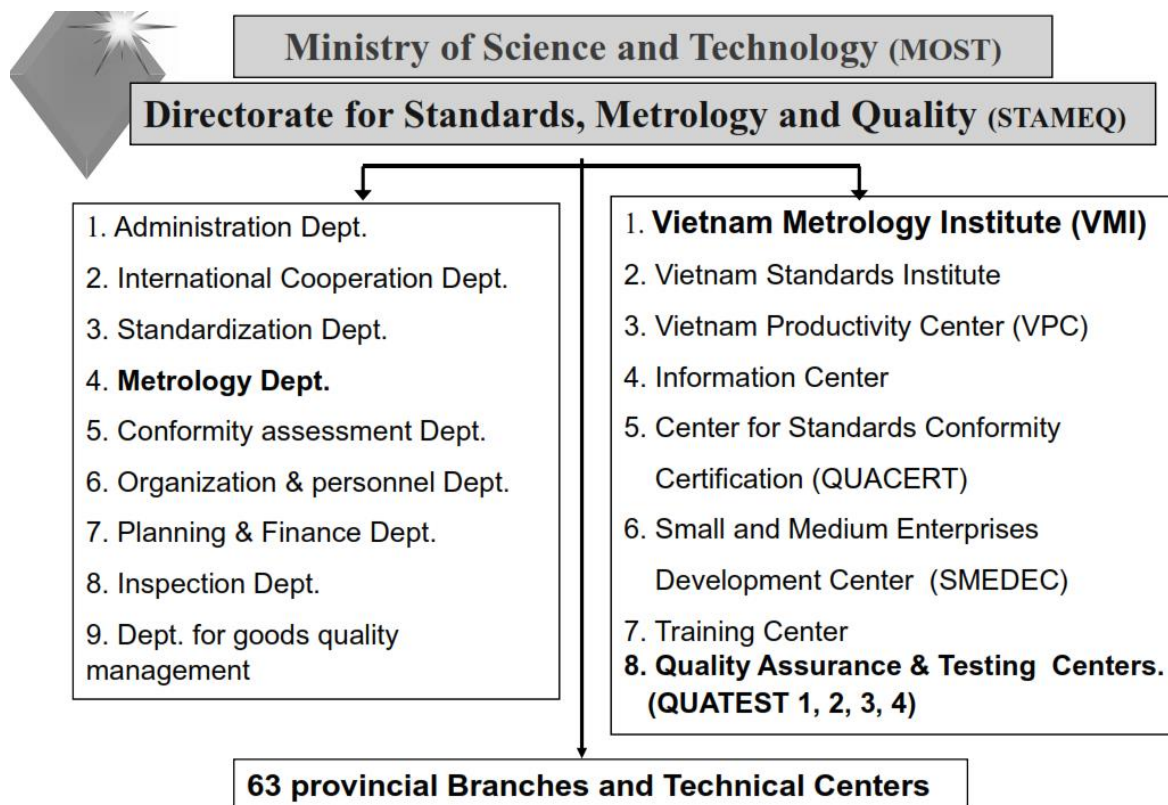 Ministry of Science and Technology (MOST)
Directorate for Standards, Metrology and Quality (STAMEQ)
1. Administration Dept.
2. International Cooperation Dept.
3. Standardization Dept.
4. Metrology Dept.
5. Conformity assessment Dept.
6. Organization & personnel Dept.
7. Planning & Finance Dept.
8. Inspection Dept.
9. Dept. for goods quality
management
1. Vietnam Metrology Institute (VMI)
2. Vietnam Standards Institute
3. Vietnam Productivity Center (VPC)
4. Information Center
5. Center for Standards Conformity
Certification (QUACERT)
6. Small and Medium Enterprises
Development Center (SMEDEC)
7. Training Center
8. Quality Assurance & Testing Centers.
(QUATEST 1, 2, 3, 4)
63 provincial Branches and Technical Centers